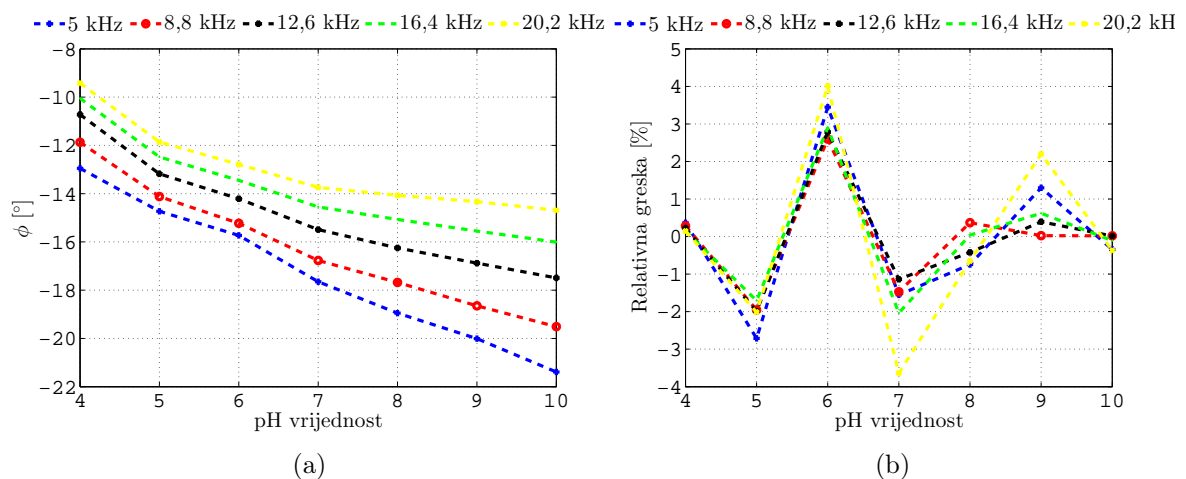 5 kHz 8,8 kHz 12,6 kHz 16,4 kHz 20,2 kHz
−8
−10
−12
−14
−16
−18
−20
−22
ϕ [°]
4 5 6 7 8 9 10
pH vrijednost
(a)
5 kHz 8,8 kHz 12,6 kHz 16,4 kHz 20,2 kH
5
4
3
2
1
0
−1
−2
−3
−4
Relativna greska [%]
4 5 6 7 8 9 10
pH vrijednost
(b)